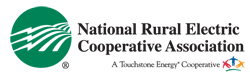 National Rural Electric
Cooperative Association
®
A Touchstone Energy® Cooperative